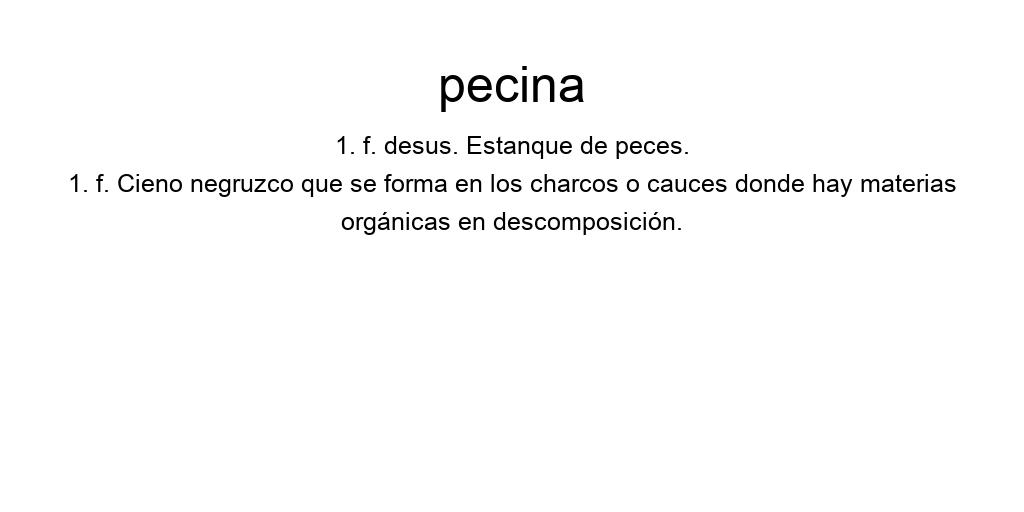 pecina
1. f. desus. Estanque de peces.
1. f. Cieno negruzco que se forma en los charcos o cauces donde hay materias
orgánicas en descomposición.